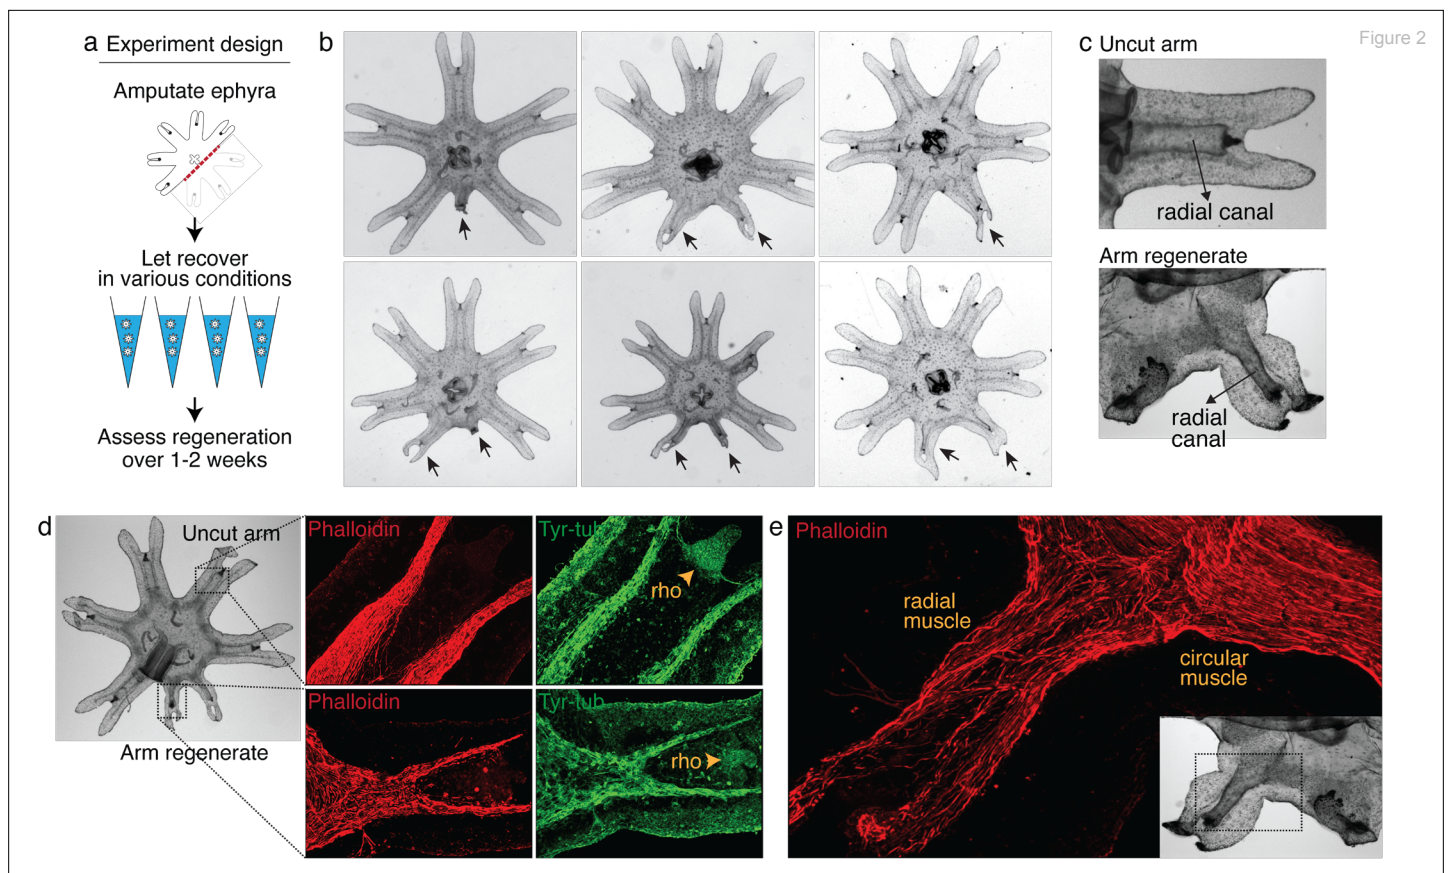 Figure 2
a Experiment design
Amputate ephyra
Let recover
in various conditions
Assess regeneration
over 1-2 weeks
b
c Uncut arm
radial canal
Arm regenerate
radial
canal
d
Uncut arm
Arm regenerate
Phalloidin
Tyr-tub
rho
Phalloidin
Tyr-tub
rho
e
Phalloidin
radial
muscle
circular
muscle